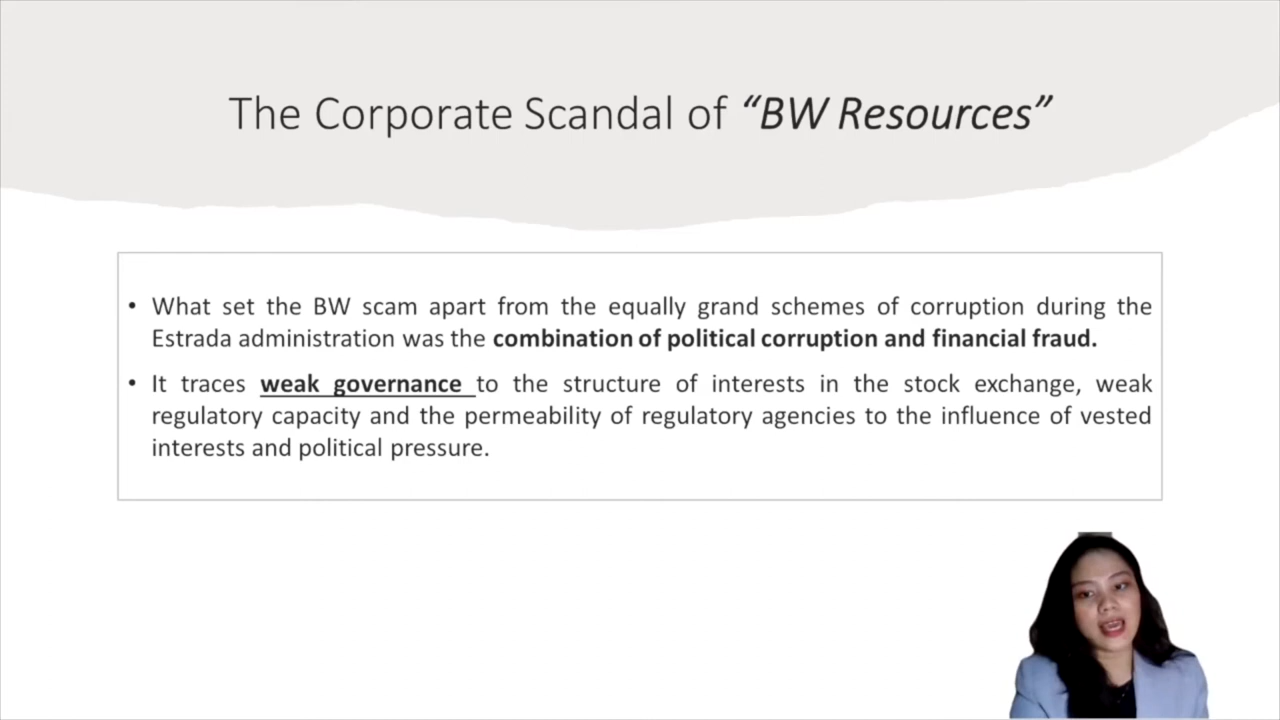 The Corporate Scandal of “BW Resources”
• What set the BW scam apart from the equally grand schemes of corruption during the
Estrada administration was the combination of political corruption and financial fraud.
• It traces weak governance to the structure of interests in the stock exchange, weak
regulatory capacity and the permeability of regulatory agencies to the influence of vested
interests and political pressure.